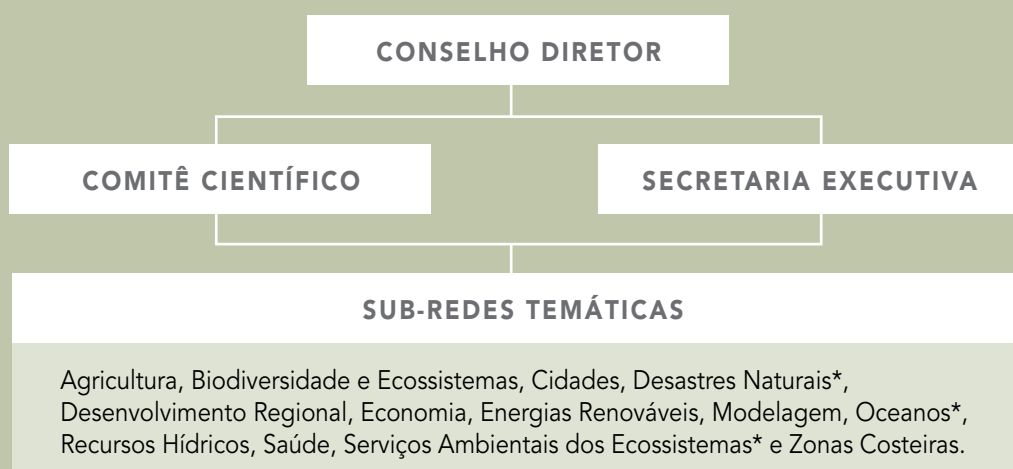 CONSELHO DIRETOR
COMITÊ CIENTÍFICO
SECRETARIA EXECUTIVA
SUB-REDES TEMÁTICAS
Agricultura, Biodiversidade e Ecossistemas, Cidades, Desastres Naturais*,
Desenvolvimento Regional, Economia, Energias Renováveis, Modelagem, Oceanos*,
Recursos Hídricos, Saúde, Serviços Ambientais dos Ecossistemas* e Zonas Costeiras.